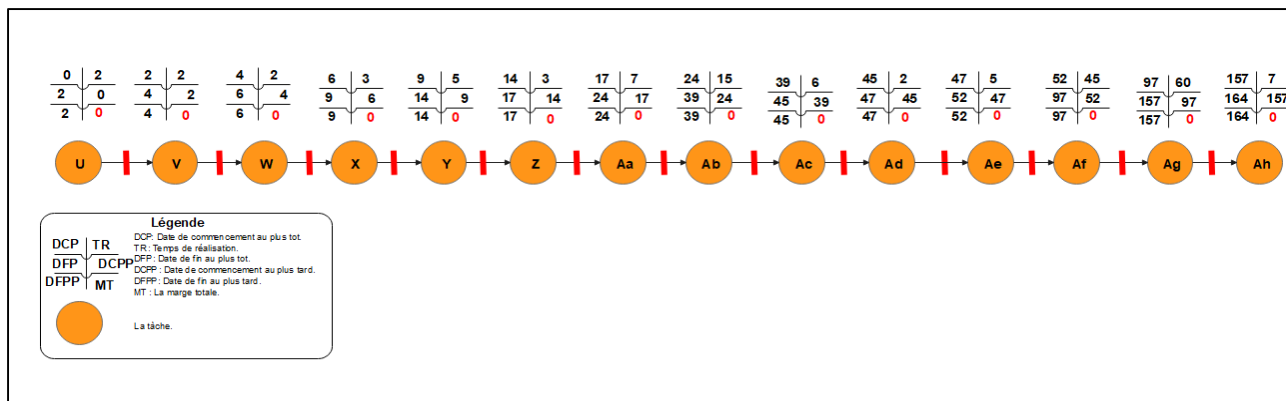 0 2 2 2 4 2 6 3 9 5 14 3 17 7 24 15 39 6 45 2 47 5 52 45 97 60 157 7
2 0 4 2 6 4 9 6 14 9 17 14 24 17 39 24 45 39 47 45 52 47 97 52 157 97 164 157
2 0 4 0 6 0 9 0 14 0 17 0 24 0 39 0 45 0 47 0 52 0 97 0 157 0 164 0
U V W X Y Z Aa Ab Ac Ad Ae Af Ag Ah
Légende
DCP TR
DFP DCPP
DFPP MT
DCP: Date de commencement au plus tot.
TR : Temps de réalisation.
DFP : Date de fin au plus tot.
DCPP : Date de commencement au plus tard.
DFPP : Date de fin au plus tard.
MT : La marge totale.
La tâche.